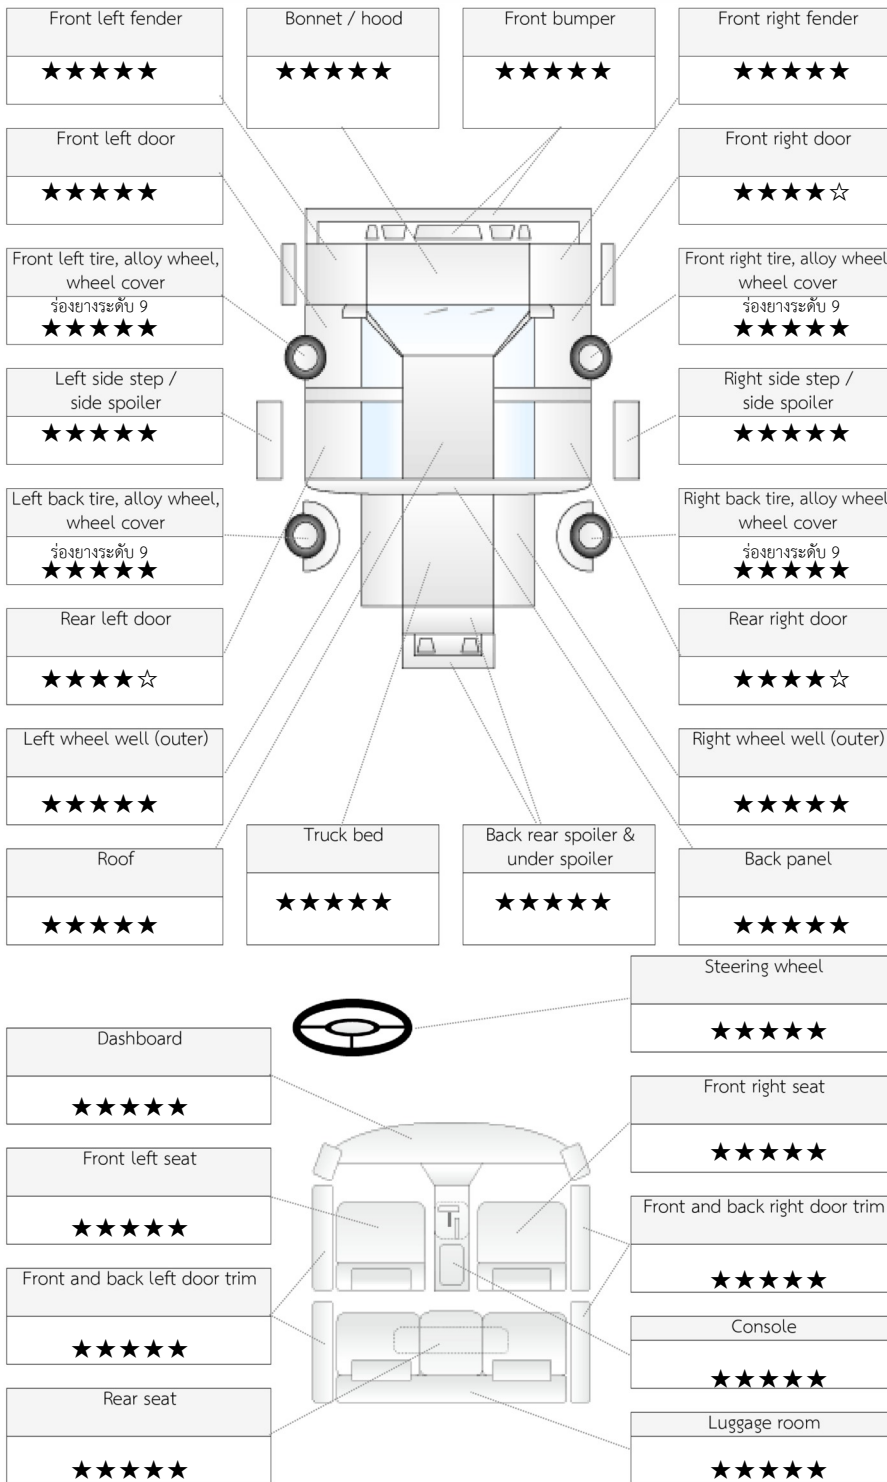 Front left fender
★★★★★
Bonnet / hood
★★★★★
Front bumper
★★★★★
Front right fender
★★★★★
Front left door
★★★★★
Front right door
★★★★☆
Front left tire, alloy wheel,
wheel cover
ร่องยางระดับ 9
★★★★★
Front right tire, alloy wheel
wheel cover
ร่องยางระดับ 9
★★★★★
Left side step /
side spoiler
★★★★★
Right side step /
side spoiler
★★★★★
Left back tire, alloy wheel,
wheel cover
ร่องยางระดับ 9
★★★★★
Right back tire, alloy wheel
wheel cover
ร่องยางระดับ 9
★★★★★
Rear left door
★★★★☆
Rear right door
★★★★☆
Left wheel well (outer)
★★★★★
Right wheel well (outer)
★★★★★
Roof
★★★★★
Truck bed
★★★★★
Back rear spoiler &
under spoiler
★★★★★
Back panel
★★★★★
Steering wheel
★★★★★
Dashboard
★★★★★
Front right seat
★★★★★
Front left seat
★★★★★
Front and back right door trim
★★★★★
Front and back left door trim
★★★★★
Console
★★★★★
Rear seat
★★★★★
Luggage room
★★★★★